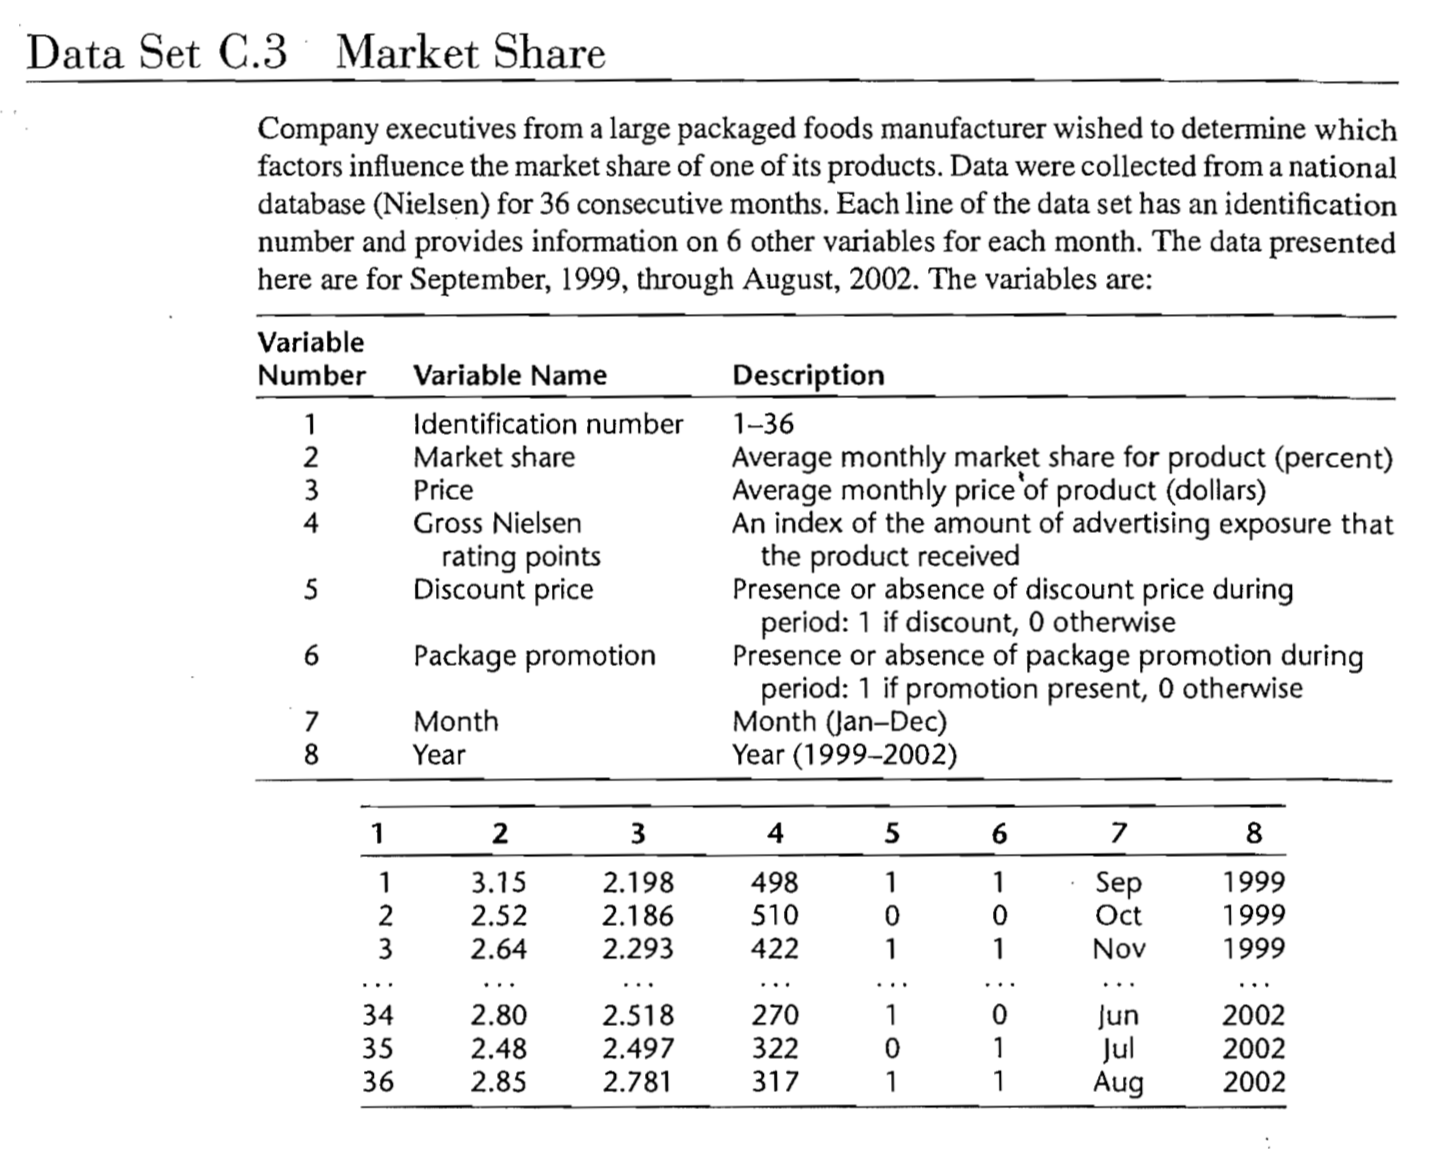 Data Set C.3 Market Share
Company executives from a large packaged foods manufacturer wished to determine which
factors influence the market share of one of its products. Data were collected from a national
database (Nielsen) for 36 consecutive months. Each line of the data set has an identification
number and provides information on 6 other variables for each month. The data presented
here are for September, 1999, through August, 2002. The variables are:
Variable
Number Variable Name Description
1 Identification number 1–36
2 Market share Average monthly market share for product (percent)
3 Price Average monthly price of product (dollars)
4 Gross Nielsen An index of the amount of advertising exposure that
rating points the product received
5 Discount price Presence or absence of discount price during
period: 1 if discount, 0 otherwise
6 Package promotion Presence or absence of package promotion during
period: 1 if promotion present, 0 otherwise
7 Month Month (Jan–Dec)
8 Year Year (1999–2002)
1 2 3 4 5 6 7 8
1 3.15 2.198 498 1 1 Sep 1999
2 2.52 2.186 510 0 0 Oct 1999
3 2.64 2.293 422 1 1 Nov 1999
... ... ... ... ... ... ... ...
34 2.80 2.518 270 1 0 Jun 2002
35 2.48 2.497 322 0 1 Jul 2002
36 2.85 2.781 317 1 1 Aug 2002